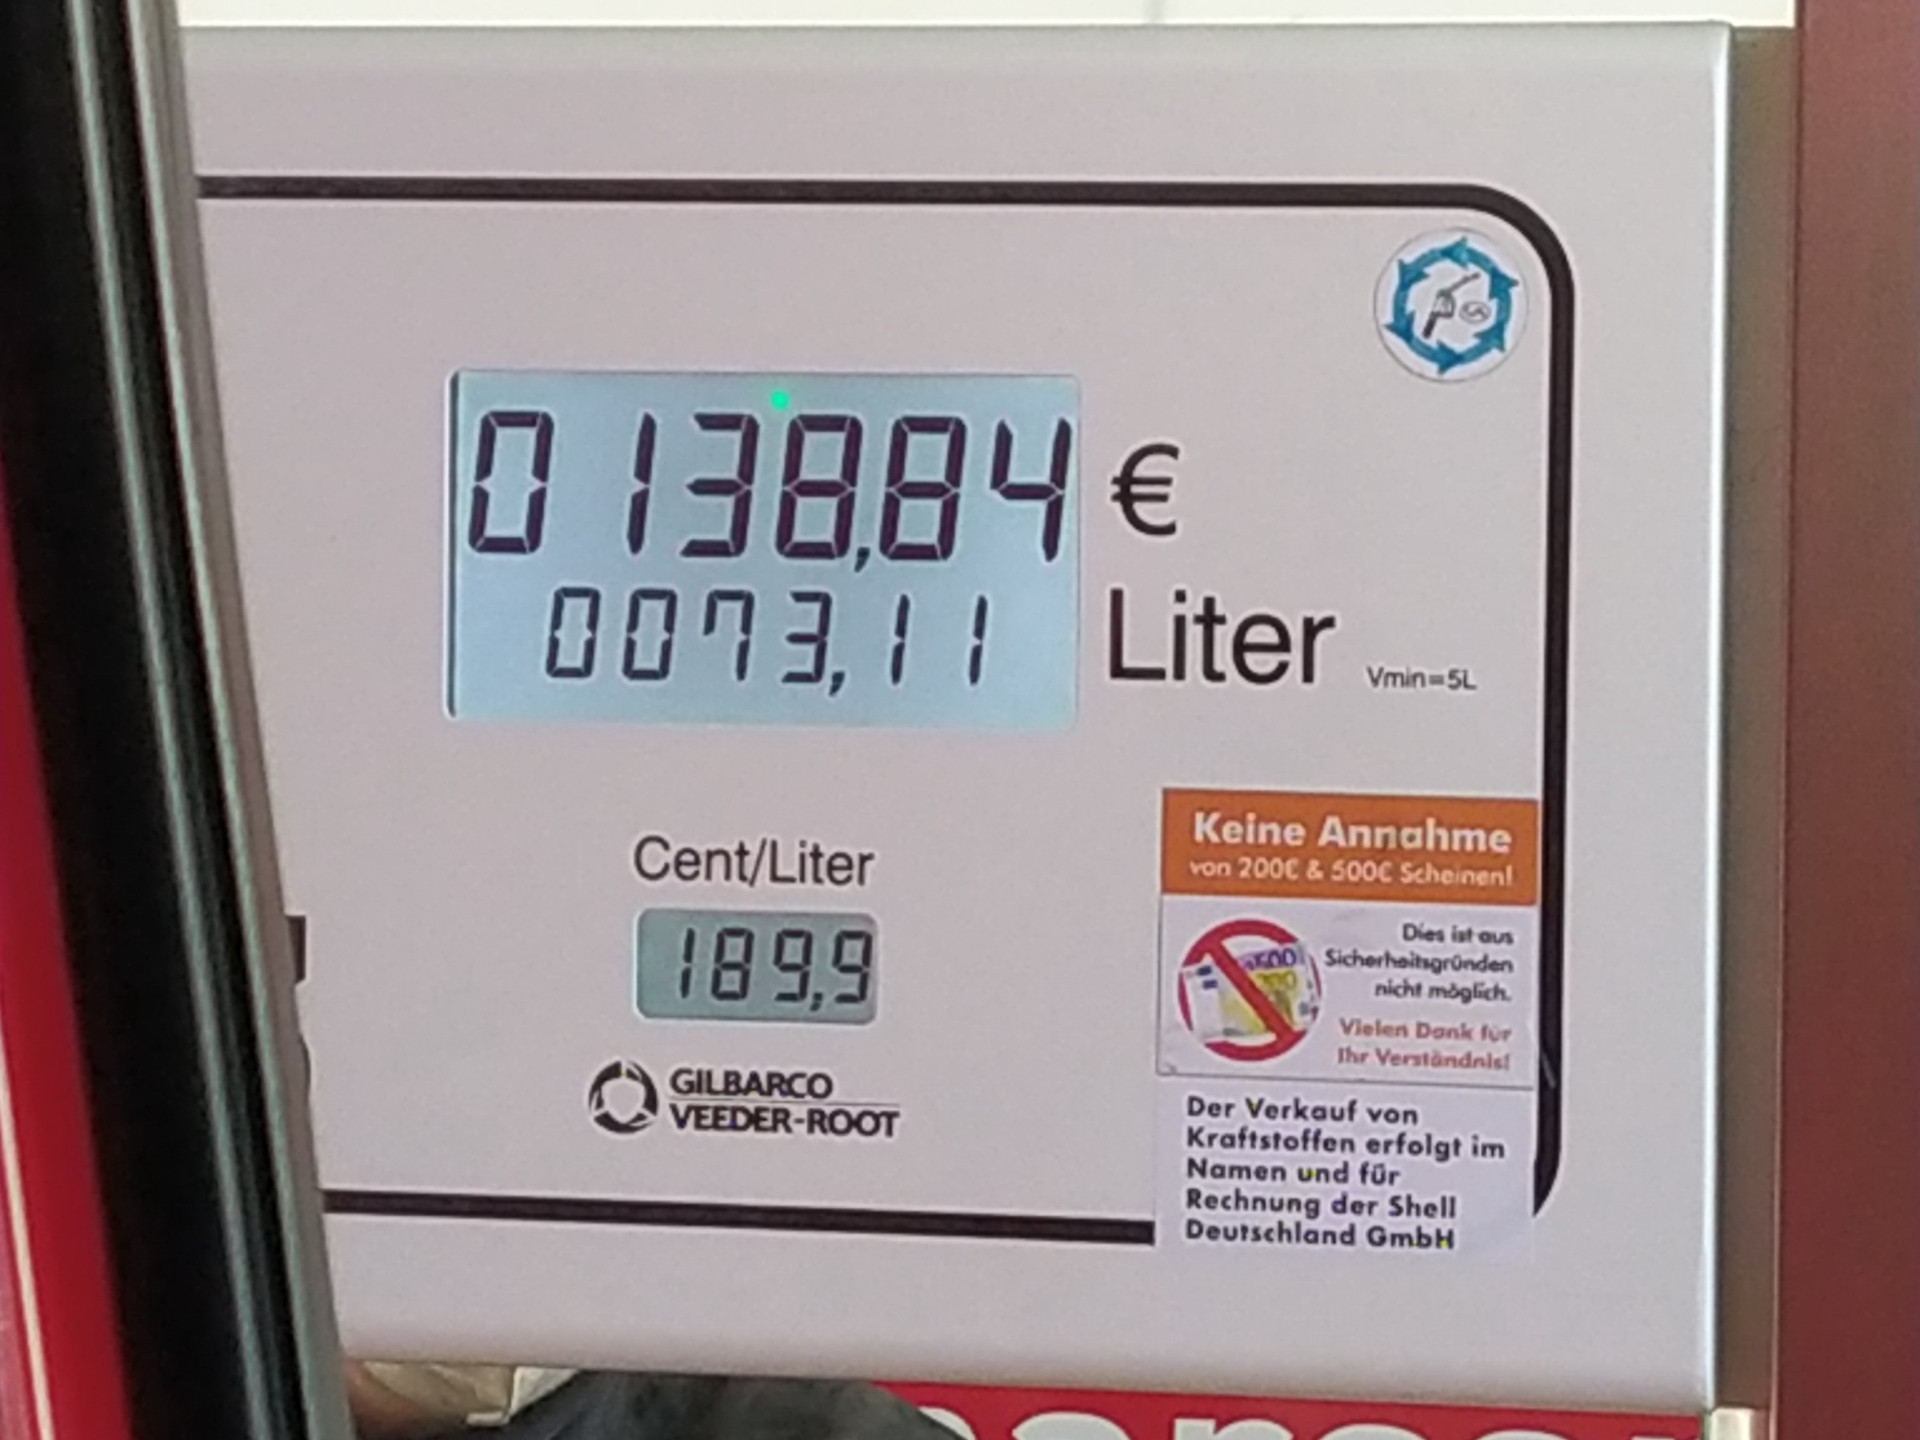 0138,84 €
0073,11 Liter Vmin=5L
Cent/Liter
189,9
GILBARCO
VEEDER-ROOT
Keine Annahme
von 200€ & 500€ Scheinen!
500
200
Dies ist aus
Sicherheitsgründen
nicht möglich.
Vielen Dank für
Ihr Verständnis!
Der Verkauf von
Kraftstoffen erfolgt im
Namen und für
Rechnung der Shell
Deutschland GmbH